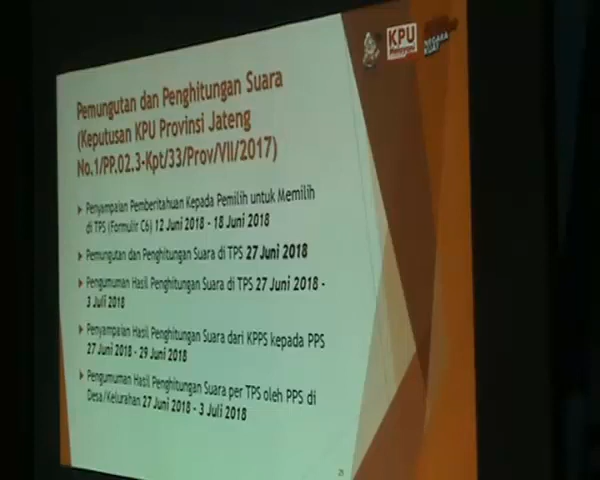 KPU
Melayani
NEGARA
KUAT
Pemungutan dan Penghitungan Suara
(Keputusan KPU Provinsi Jateng
No.1/PP.02.3-Kpt/33/Prov/VII/2017)
Penyampaian Pemberitahuan Kepada Pemilih untuk Memilih
di TPS (Formulir C6) 12 Juni 2018 - 18 Juni 2018
Pemungutan dan Penghitungan Suara di TPS 27 Juni 2018
Pengumuman Hasil Penghitungan Suara di TPS 27 Juni 2018 -
3 Juli 2018
Penyampaian Hasil Penghitungan Suara dari KPPS kepada PPS
27 Juni 2018 - 29 Juni 2018
Pengumuman Hasil Penghitungan Suara per TPS oleh PPS di
Desa/Kelurahan 27 Juni 2018 - 3 Juli 2018